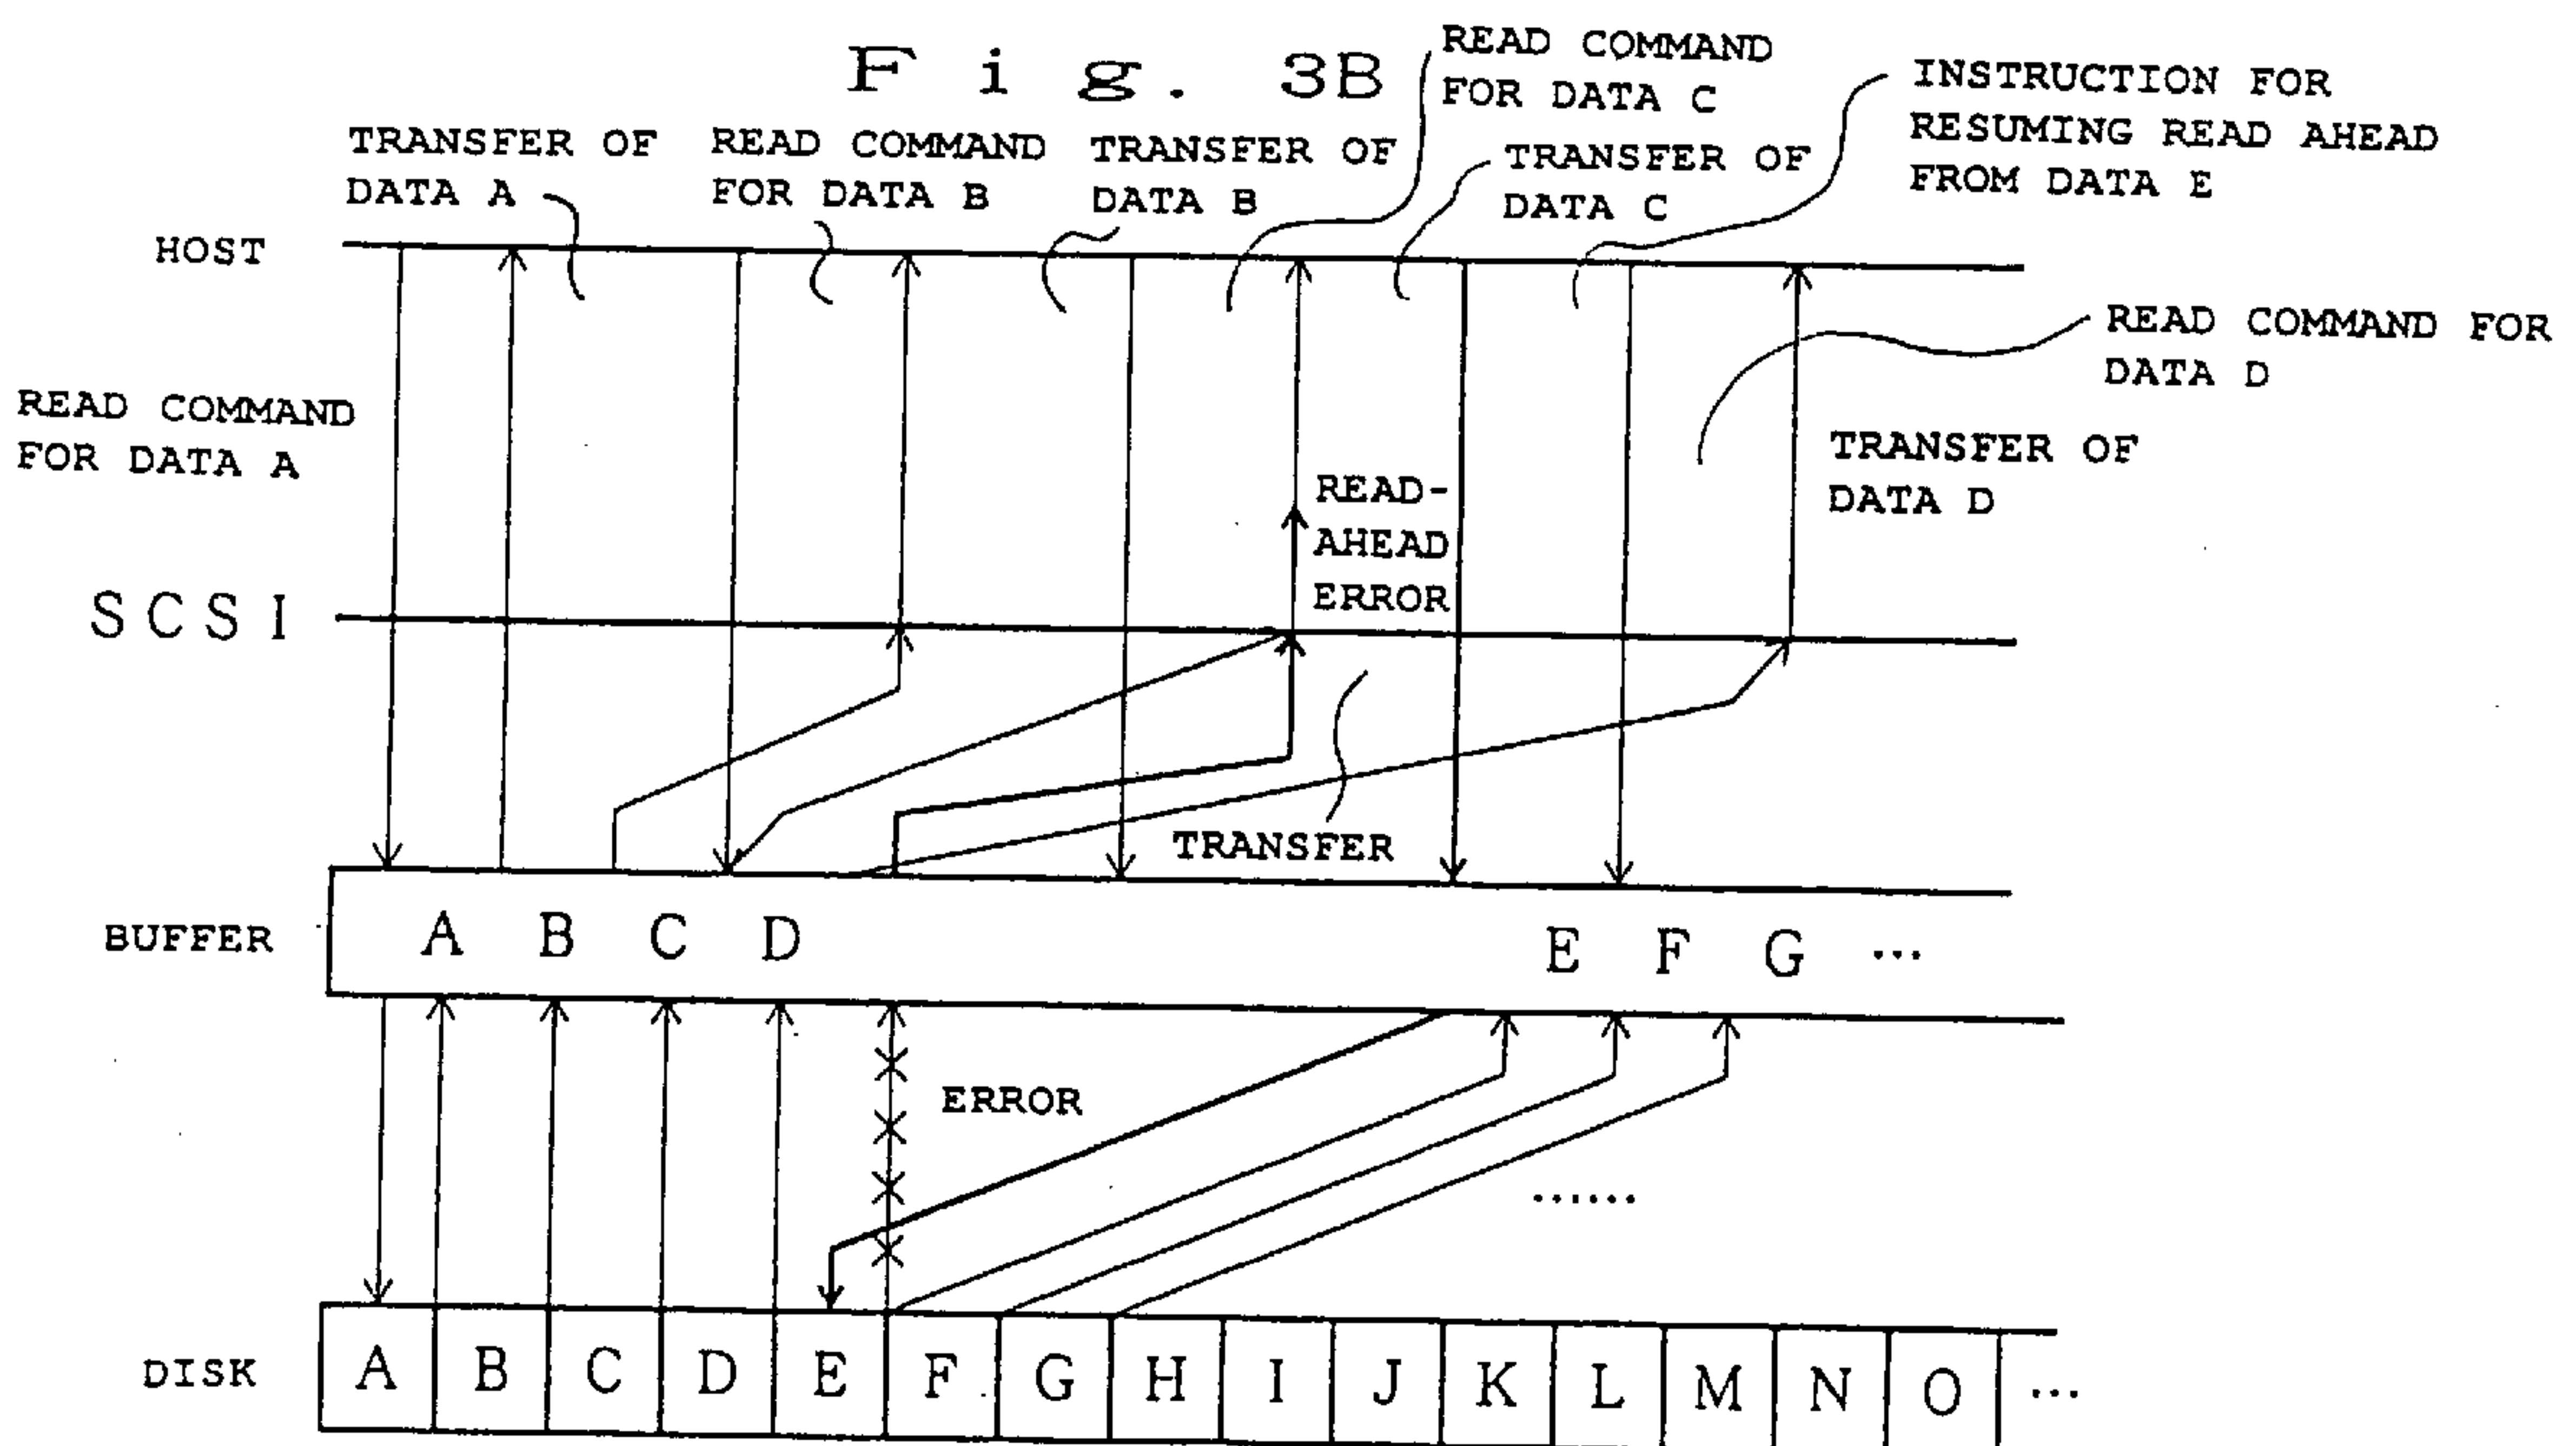 F i g . 3B
READ COMMAND
FOR DATA C
INSTRUCTION FOR
RESUMING READ AHEAD
FROM DATA E
TRANSFER OF
DATA A
READ COMMAND
FOR DATA B
TRANSFER OF
DATA B
TRANSFER OF
DATA C
HOST
READ COMMAND FOR
DATA D
READ COMMAND
FOR DATA A
TRANSFER OF
DATA D
READ-
AHEAD
ERROR
SCSI
TRANSFER
BUFFER
A B C D E F G ...
ERROR
......
DISK
A B C D E F G H I J K L M N O ...